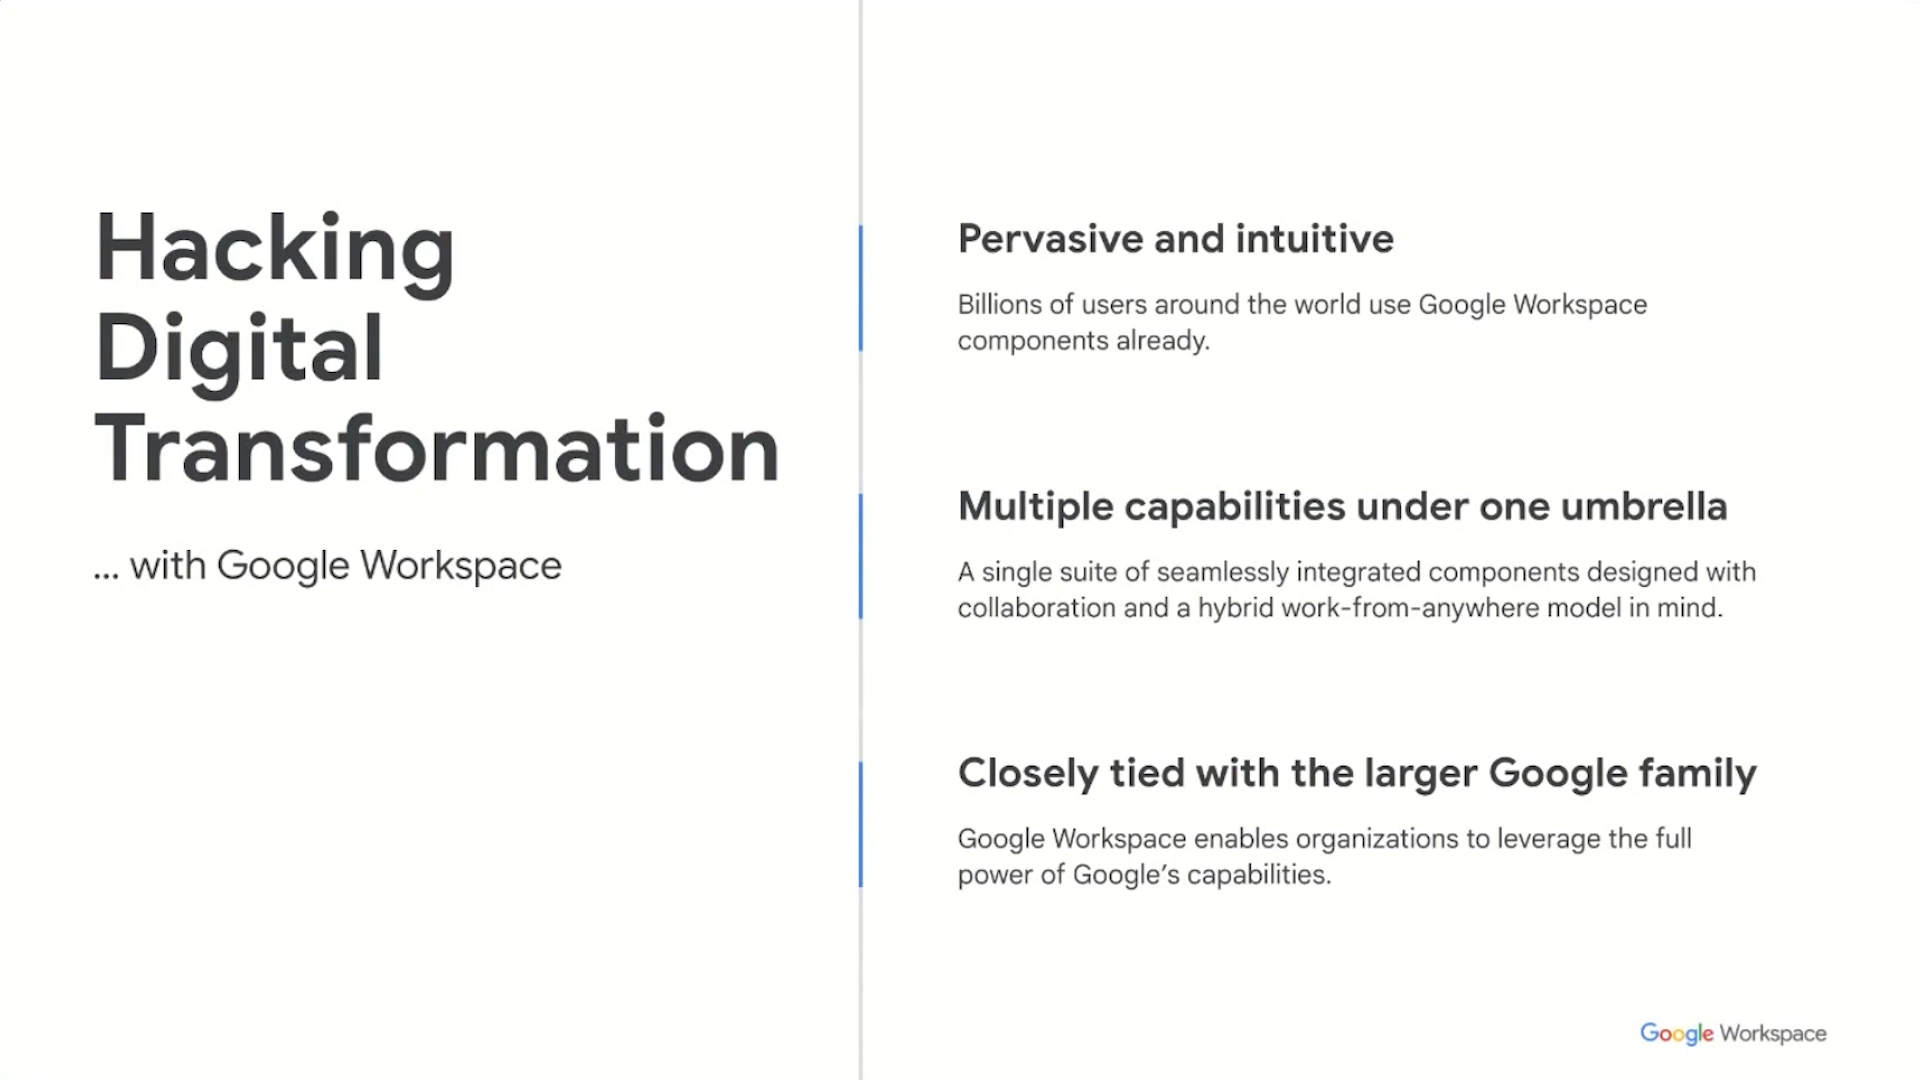 Hacking
Digital
Transformation
... with Google Workspace
Pervasive and intuitive
Billions of users around the world use Google Workspace
components already.
Multiple capabilities under one umbrella
A single suite of seamlessly integrated components designed with
collaboration and a hybrid work-from-anywhere model in mind.
Closely tied with the larger Google family
Google Workspace enables organizations to leverage the full
power of Google’s capabilities.
Google Workspace